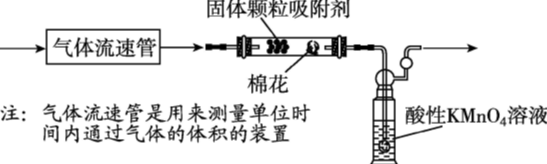 固体颗粒吸附剂
气体流速管
棉花
注：气体流速管是用来测量单位时
间内通过气体的体积的装置
酸性KMnO₄溶液